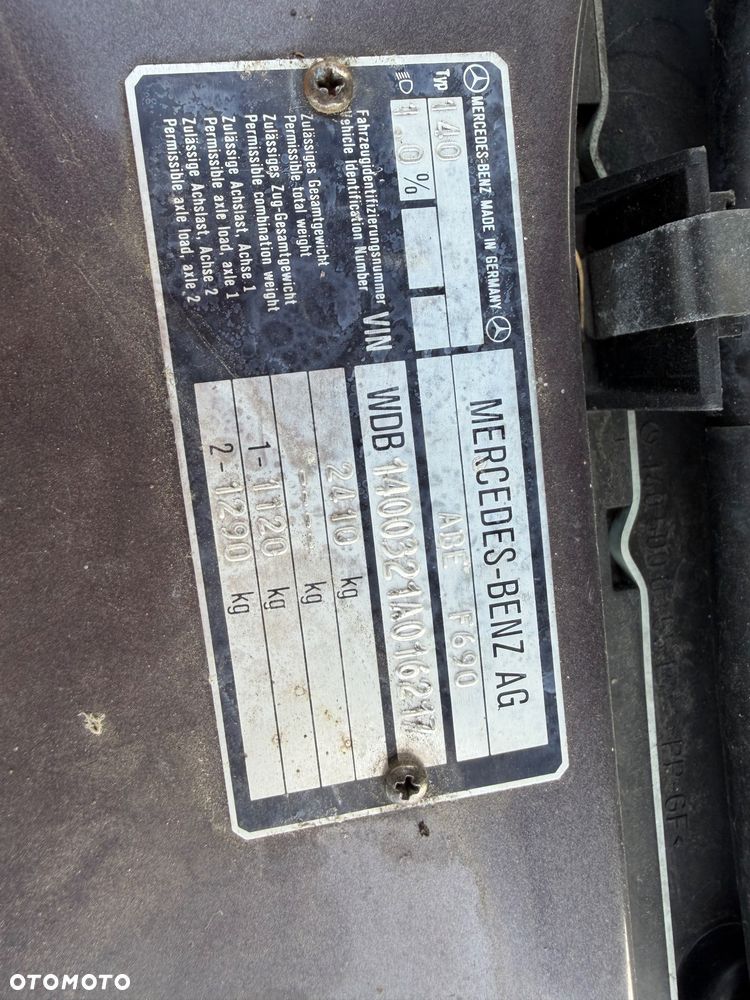 MERCEDES-BENZ MADE IN GERMANY
Typ 140
1.0%
MERCEDES-BENZ AG
ABE F690
Fahrzeugidentifizierungsnummer
Vehicle Identification Number
VIN
WDB 1400321A016217
Zulässiges Gesamtgewicht
Permissible total weight
2410 kg
Zulässiges Zug-Gesamtgewicht
Permissible combination weight
---- kg
Zulässige Achslast, Achse 1
Permissible axle load, axle 1
1-1120 kg
Zulässige Achslast, Achse 2
Permissible axle load, axle 2
2-1290 kg
OTOMOTO